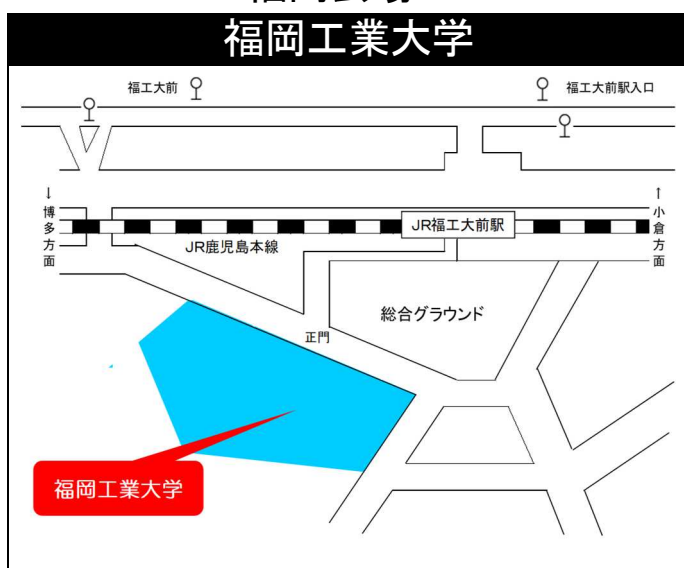 福岡工業大学
福工大前
福工大前駅入口
↓
博多方面
↑
小倉方面
JR福工大前駅
JR鹿児島本線
総合グラウンド
正門
福岡工業大学